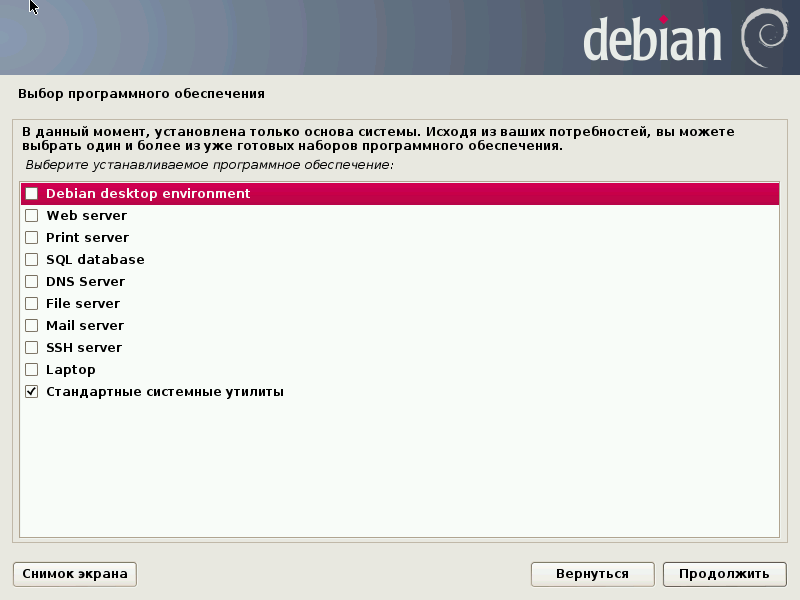 debian
Выбор программного обеспечения
В данный момент, установлена только основа системы. Исходя из ваших потребностей, вы можете
выбрать один и более из уже готовых наборов программного обеспечения.
Выберите устанавливаемое программное обеспечение:
Debian desktop environment
Web server
Print server
SQL database
DNS Server
File server
Mail server
SSH server
Laptop
Стандартные системные утилиты
Снимок экрана
Вернуться
Продолжить